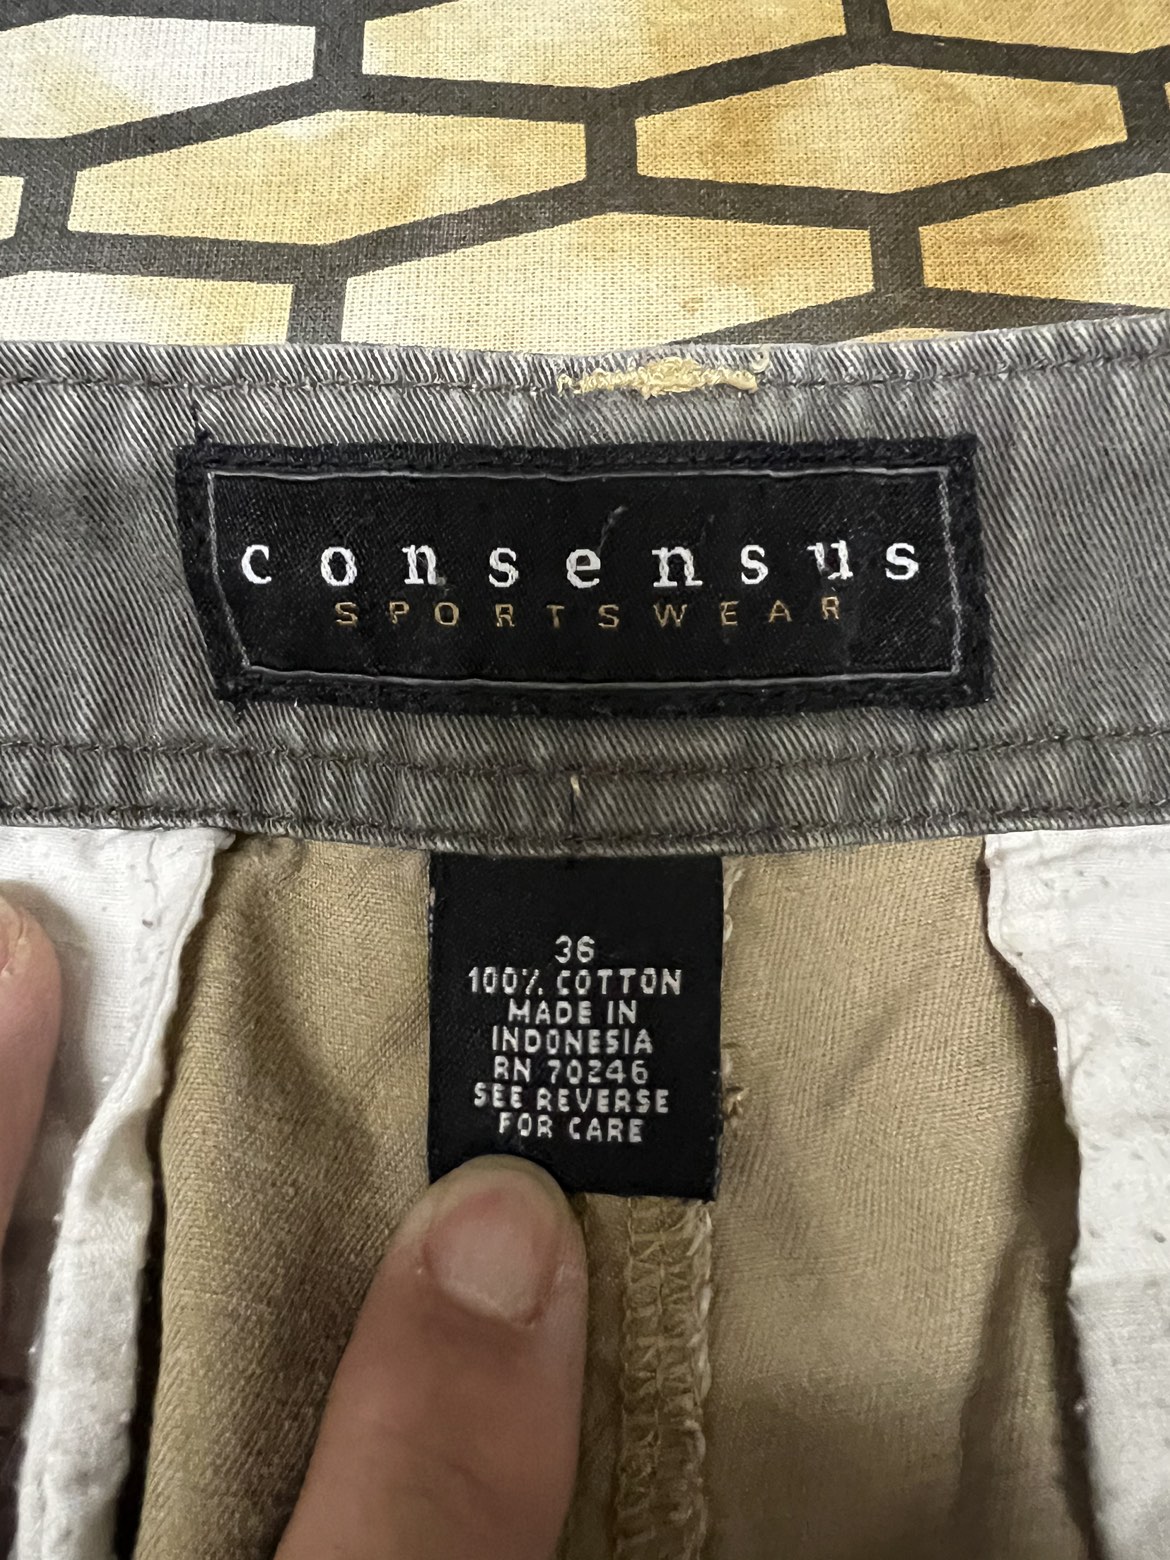 consensus
SPORTSWEAR
36
100% COTTON
MADE IN
INDONESIA
RN 70246
SEE REVERSE
FOR CARE